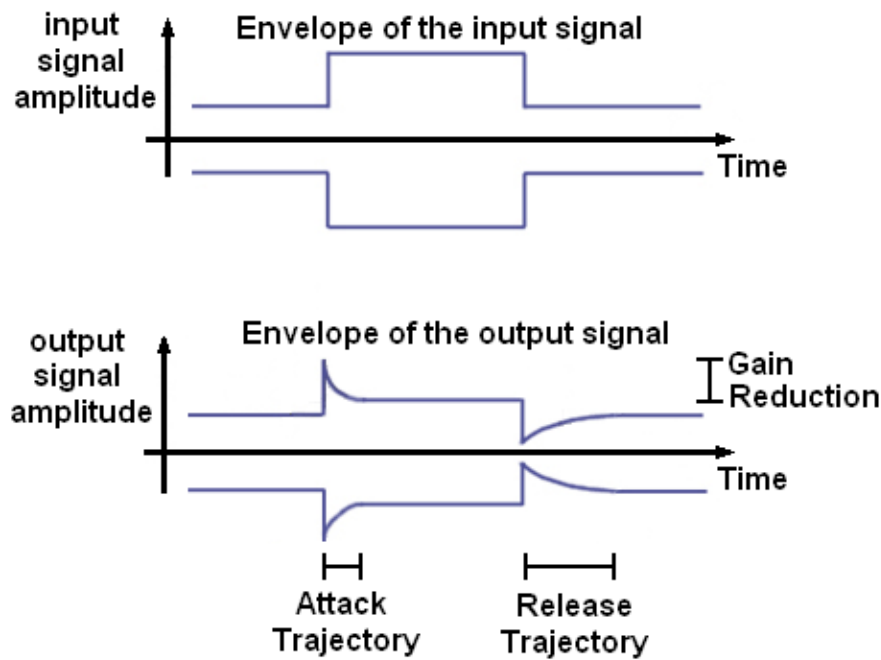 input
signal
amplitude
Envelope of the input signal
Time
output
signal
amplitude
Envelope of the output signal
Gain
Reduction
Time
Attack
Trajectory
Release
Trajectory